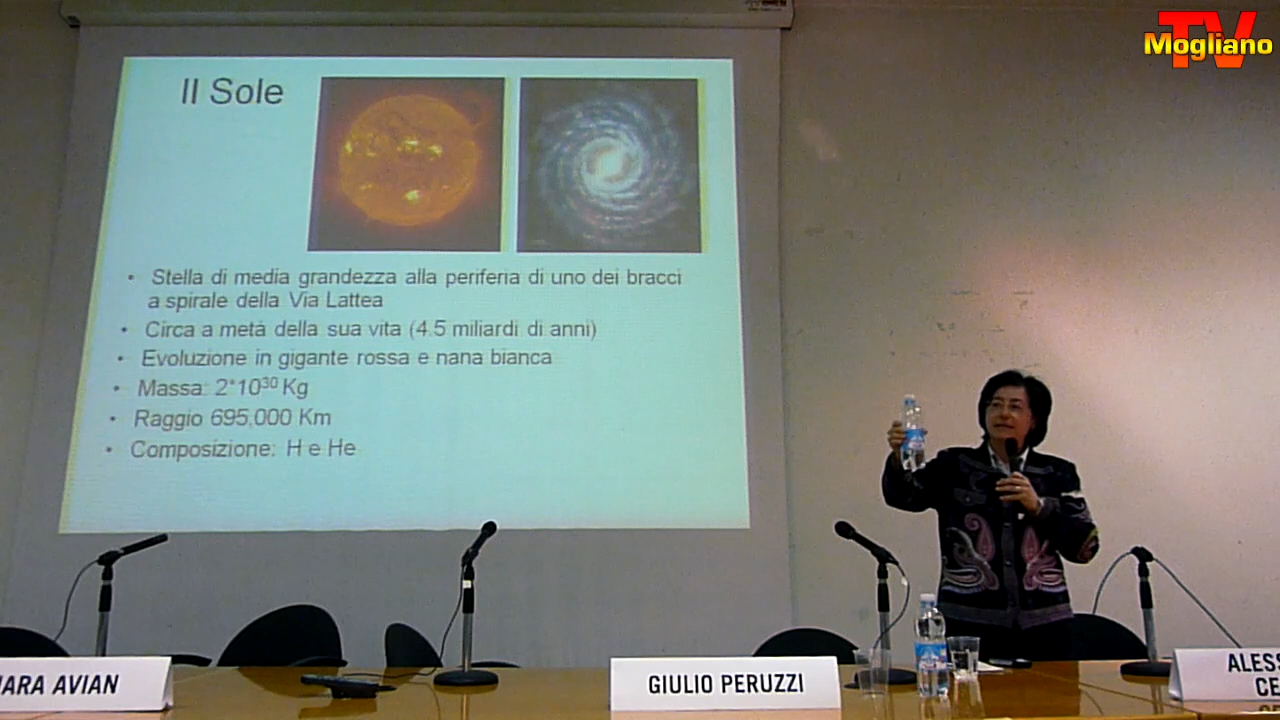 TV
Mogliano
Il Sole
• Stella di media grandezza alla periferia di uno dei bracci
a spirale della Via Lattea
• Circa a metà della sua vita (4.5 miliardi di anni)
• Evoluzione in gigante rossa e nana bianca
• Massa: 2*10³⁰ Kg
• Raggio 695.000 Km
• Composizione: H e He
IARA AVIAN
GIULIO PERUZZI
ALESS
CE